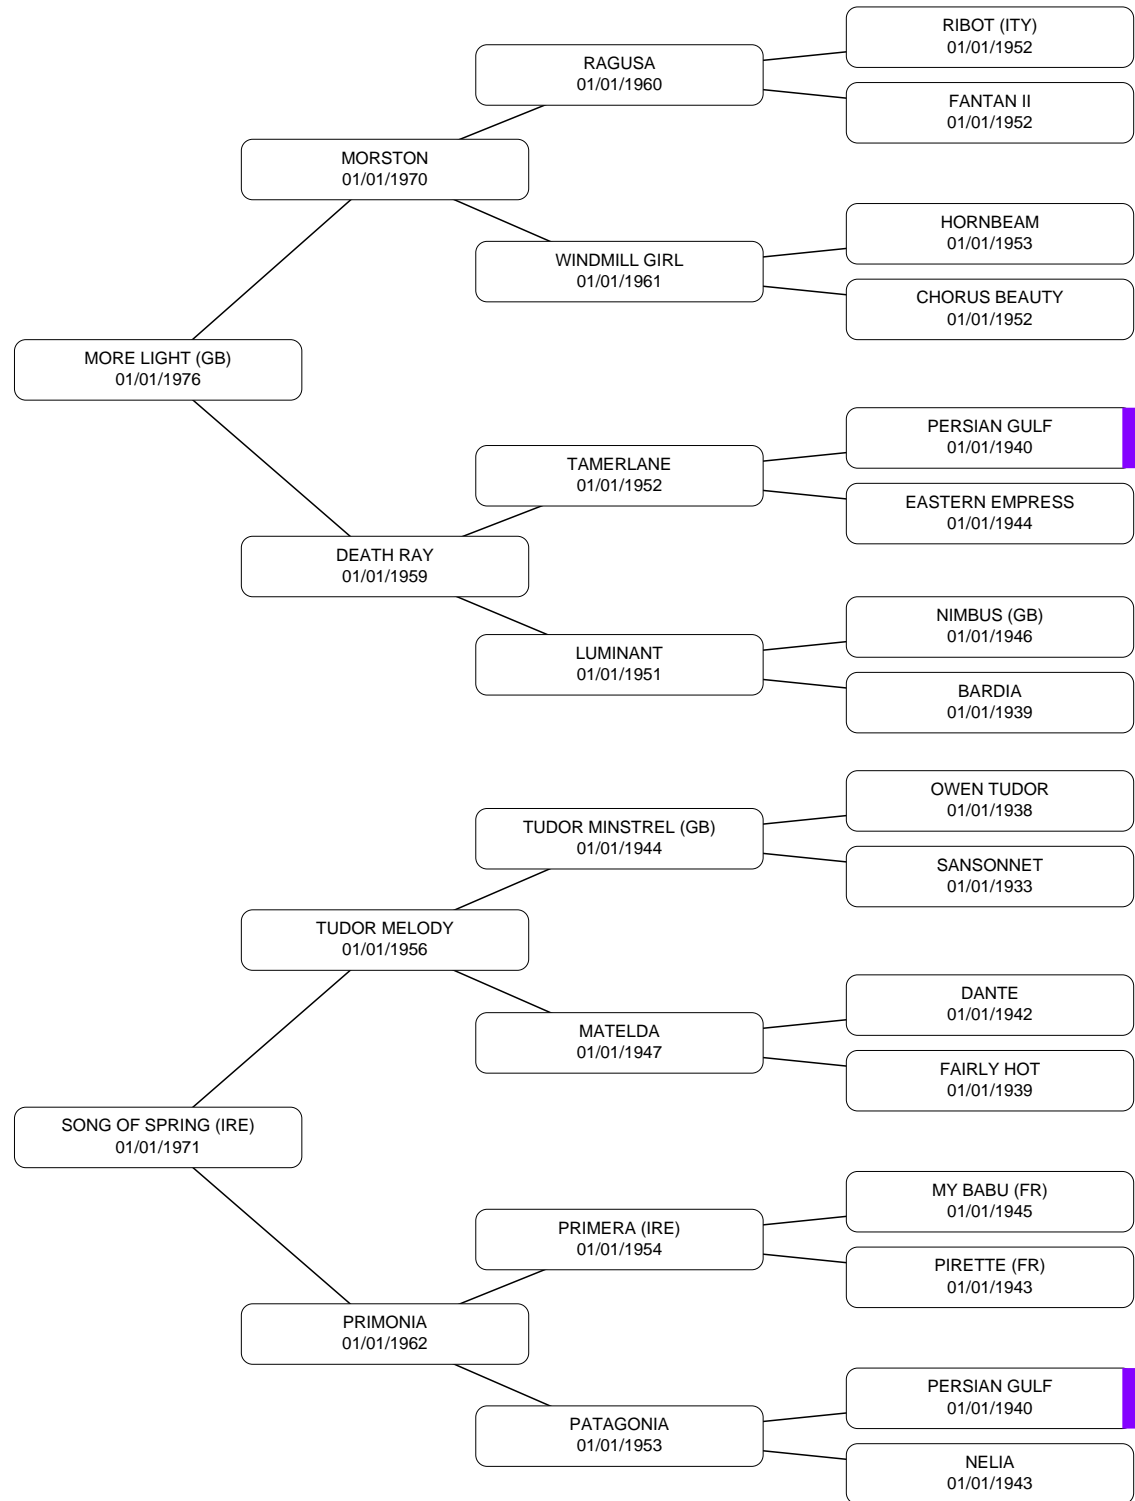 RIBOT (ITY)
01/01/1952
RAGUSA
01/01/1960
FANTAN II
01/01/1952
MORSTON
01/01/1970
HORNBEAM
01/01/1953
WINDMILL GIRL
01/01/1961
CHORUS BEAUTY
01/01/1952
MORE LIGHT (GB)
01/01/1976
PERSIAN GULF
01/01/1940
TAMERLANE
01/01/1952
EASTERN EMPRESS
01/01/1944
DEATH RAY
01/01/1959
NIMBUS (GB)
01/01/1946
LUMINANT
01/01/1951
BARDIA
01/01/1939
OWEN TUDOR
01/01/1938
TUDOR MINSTREL (GB)
01/01/1944
SANSONNET
01/01/1933
TUDOR MELODY
01/01/1956
DANTE
01/01/1942
MATELDA
01/01/1947
FAIRLY HOT
01/01/1939
SONG OF SPRING (IRE)
01/01/1971
MY BABU (FR)
01/01/1945
PRIMERA (IRE)
01/01/1954
PIRETTE (FR)
01/01/1943
PRIMONIA
01/01/1962
PERSIAN GULF
01/01/1940
PATAGONIA
01/01/1953
NELIA
01/01/1943